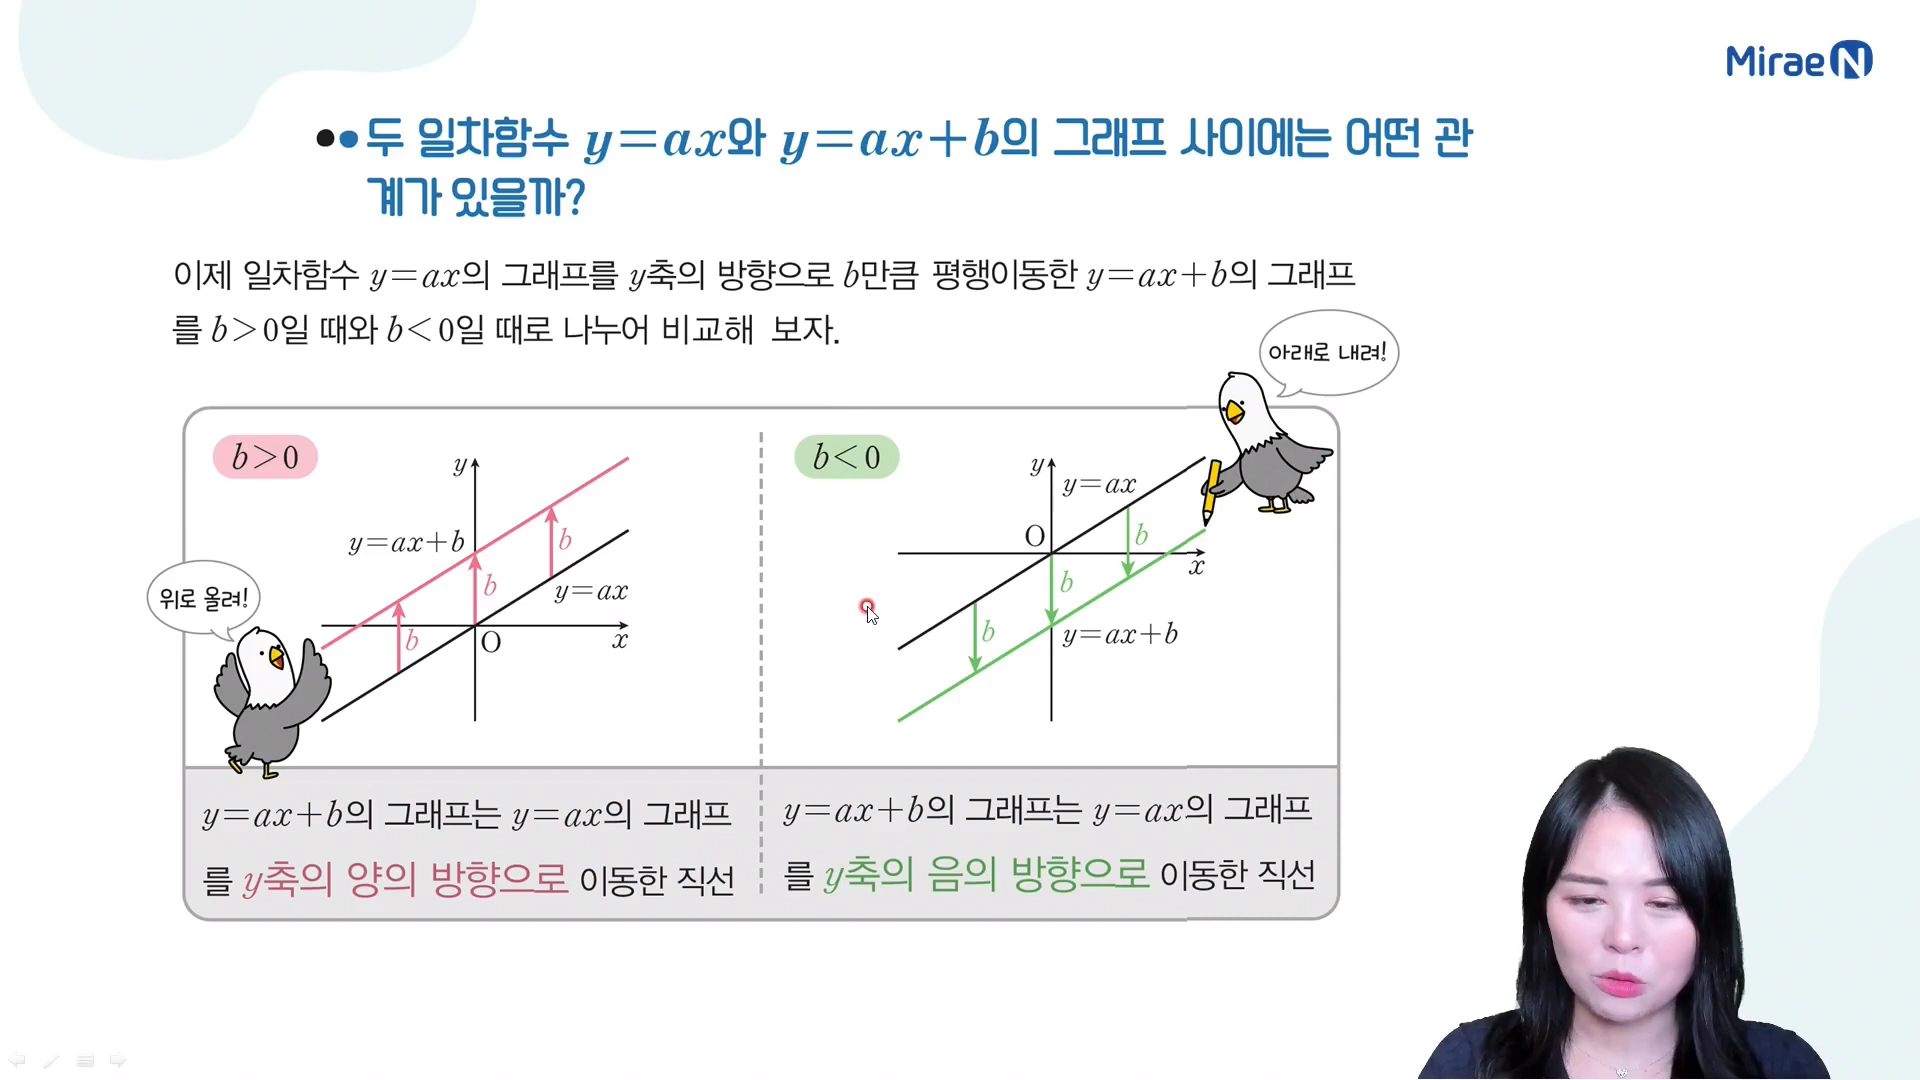 Mirae N
두 일차함수 y=ax와 y=ax+b의 그래프 사이에는 어떤 관
계가 있을까?
이제 일차함수 y=ax의 그래프를 y축의 방향으로 b만큼 평행이동한 y=ax+b의 그래프
를 b>0일 때와 b<0일 때로 나누어 비교해 보자.
아래로 내려!
b>0
y
y=ax+b
b
b
b
y=ax
O
x
위로 올려!
b<0
y
y=ax
O
b
b
b
x
y=ax+b
y=ax+b의 그래프는 y=ax의 그래프
를 y축의 양의 방향으로 이동한 직선
y=ax+b의 그래프는 y=ax의 그래프
를 y축의 음의 방향으로 이동한 직선